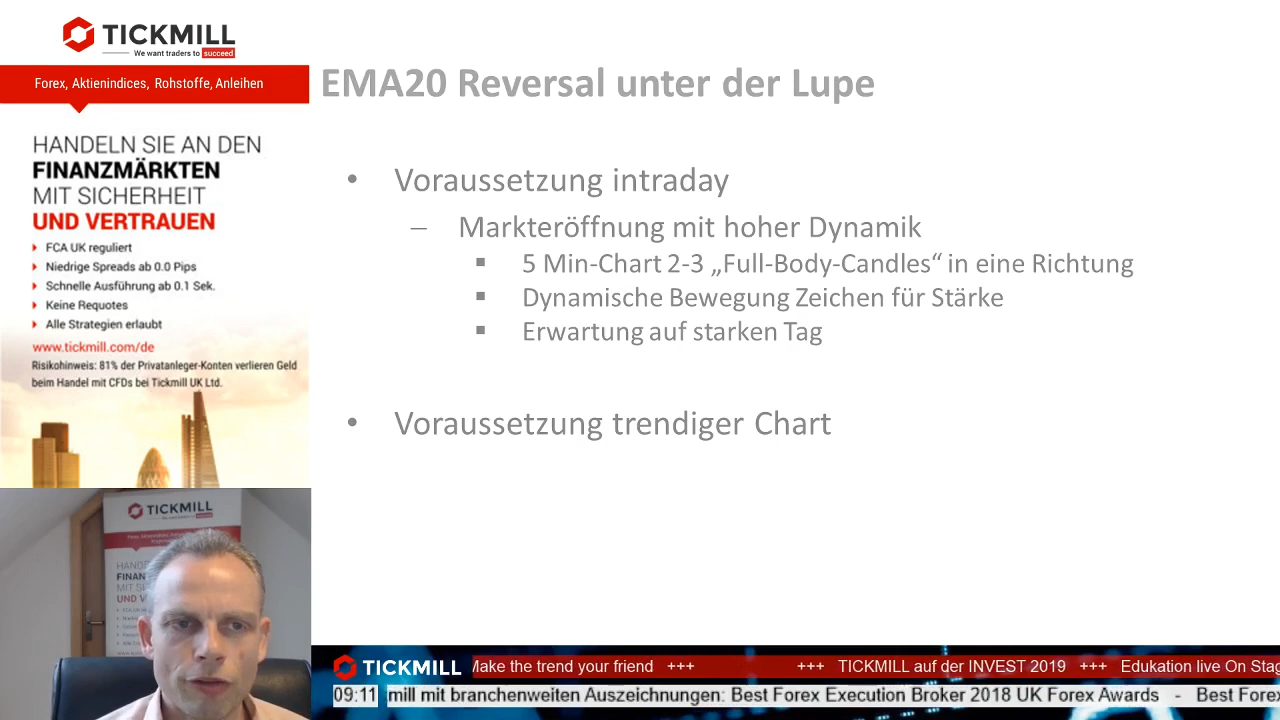 TICKMILL
We want traders to succeed
Forex, Aktienindices, Rohstoffe, Anleihen
HANDELN SIE AN DEN
FINANZMÄRKTEN
MIT SICHERHEIT
UND VERTRAUEN
FCA UK reguliert
Niedrige Spreads ab 0.0 Pips
Schnelle Ausführung ab 0.1 Sek.
Keine Requotes
Alle Strategien erlaubt
www.tickmill.com/de
Risikohinweis: 81% der Privatanleger-Konten verlieren Geld
beim Handel mit CFDs bei Tickmill UK Ltd.
EMA20 Reversal unter der Lupe
• Voraussetzung intraday
– Markteröffnung mit hoher Dynamik
▪ 5 Min-Chart 2-3 „Full-Body-Candles“ in eine Richtung
▪ Dynamische Bewegung Zeichen für Stärke
▪ Erwartung auf starken Tag
• Voraussetzung trendiger Chart
TICKMILL
HAND
FINAN
MIT SI
UND V
TICKMILL
Make the trend your friend +++ +++ TICKMILL auf der INVEST 2019 +++ Edukation live On Stag
09:11 mill mit branchenweiten Auszeichnungen: Best Forex Execution Broker 2018 UK Forex Awards - Best Forex